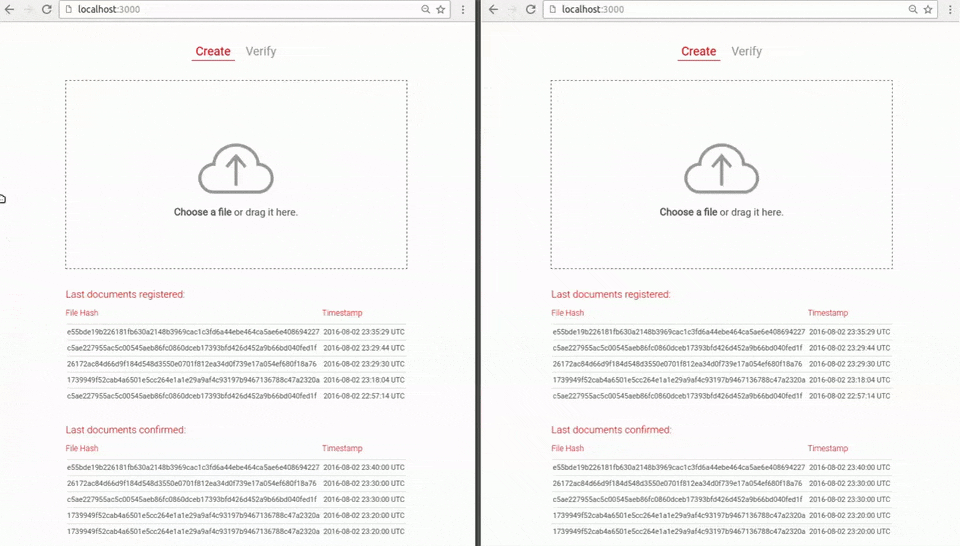 localhost:3000
Create Verify
Choose a file or drag it here.
Last documents registered:
File Hash Timestamp
e55bde19b226181fb630a2148b3969cac1c3fd6a44ebe464ca5ae6e408694227 2016-08-02 23:35:29 UTC
c5ae227955ac5c00545aeb86fc0860dceb17393bfd426d452a9b66bd040fed1f 2016-08-02 23:29:44 UTC
26172ac84d66d9f184d548d3550e0701f812ea34d0f739e17a054ef680f18a76 2016-08-02 23:29:30 UTC
1739949f52cab4a6501e5cc264e1a1e29a9af4c93197b9467136788c47a2320a 2016-08-02 23:18:04 UTC
c5ae227955ac5c00545aeb86fc0860dceb17393bfd426d452a9b66bd040fed1f 2016-08-02 22:57:14 UTC
Last documents confirmed:
File Hash Timestamp
e55bde19b226181fb630a2148b3969cac1c3fd6a44ebe464ca5ae6e408694227 2016-08-02 23:40:00 UTC
26172ac84d66d9f184d548d3550e0701f812ea34d0f739e17a054ef680f18a76 2016-08-02 23:30:00 UTC
c5ae227955ac5c00545aeb86fc0860dceb17393bfd426d452a9b66bd040fed1f 2016-08-02 23:30:00 UTC
1739949f52cab4a6501e5cc264e1a1e29a9af4c93197b9467136788c47a2320a 2016-08-02 23:20:00 UTC
1739949f52cab4a6501e5cc264e1a1e29a9af4c93197b9467136788c47a2320a 2016-08-02 23:20:00 UTC
localhost:3000
Create Verify
Choose a file or drag it here.
Last documents registered:
File Hash Timestamp
e55bde19b226181fb630a2148b3969cac1c3fd6a44ebe464ca5ae6e408694227 2016-08-02 23:35:29 UTC
c5ae227955ac5c00545aeb86fc0860dceb17393bfd426d452a9b66bd040fed1f 2016-08-02 23:29:44 UTC
26172ac84d66d9f184d548d3550e0701f812ea34d0f739e17a054ef680f18a76 2016-08-02 23:29:30 UTC
1739949f52cab4a6501e5cc264e1a1e29a9af4c93197b9467136788c47a2320a 2016-08-02 23:18:04 UTC
c5ae227955ac5c00545aeb86fc0860dceb17393bfd426d452a9b66bd040fed1f 2016-08-02 22:57:14 UTC
Last documents confirmed:
File Hash Timestamp
e55bde19b226181fb630a2148b3969cac1c3fd6a44ebe464ca5ae6e408694227 2016-08-02 23:40:00 UTC
26172ac84d66d9f184d548d3550e0701f812ea34d0f739e17a054ef680f18a76 2016-08-02 23:30:00 UTC
c5ae227955ac5c00545aeb86fc0860dceb17393bfd426d452a9b66bd040fed1f 2016-08-02 23:30:00 UTC
1739949f52cab4a6501e5cc264e1a1e29a9af4c93197b9467136788c47a2320a 2016-08-02 23:20:00 UTC
1739949f52cab4a6501e5cc264e1a1e29a9af4c93197b9467136788c47a2320a 2016-08-02 23:20:00 UTC